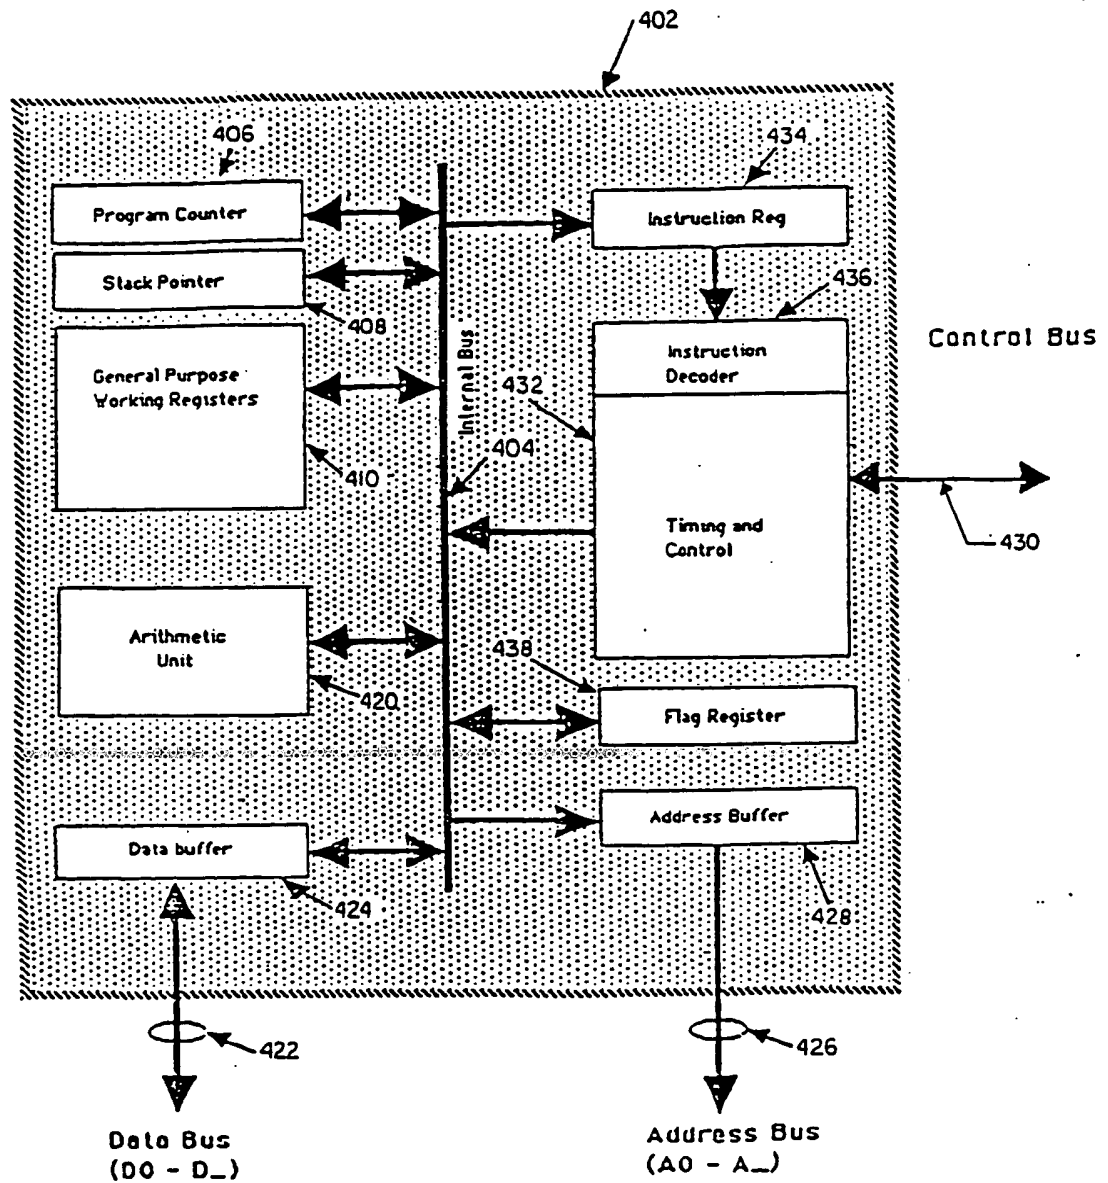 402
406
Program Counter
434
Instruction Reg
Stack Pointer
408
436
General Purpose
Working Registers
410
Internal Bus
404
432
Instruction
Decoder
Control Bus
Timing and
Control
430
Arithmetic
Unit
420
438
Flag Register
Address Buffer
428
Data buffer
424
422
426
Data Bus
(D0 - D_)
Address Bus
(A0 - A_)